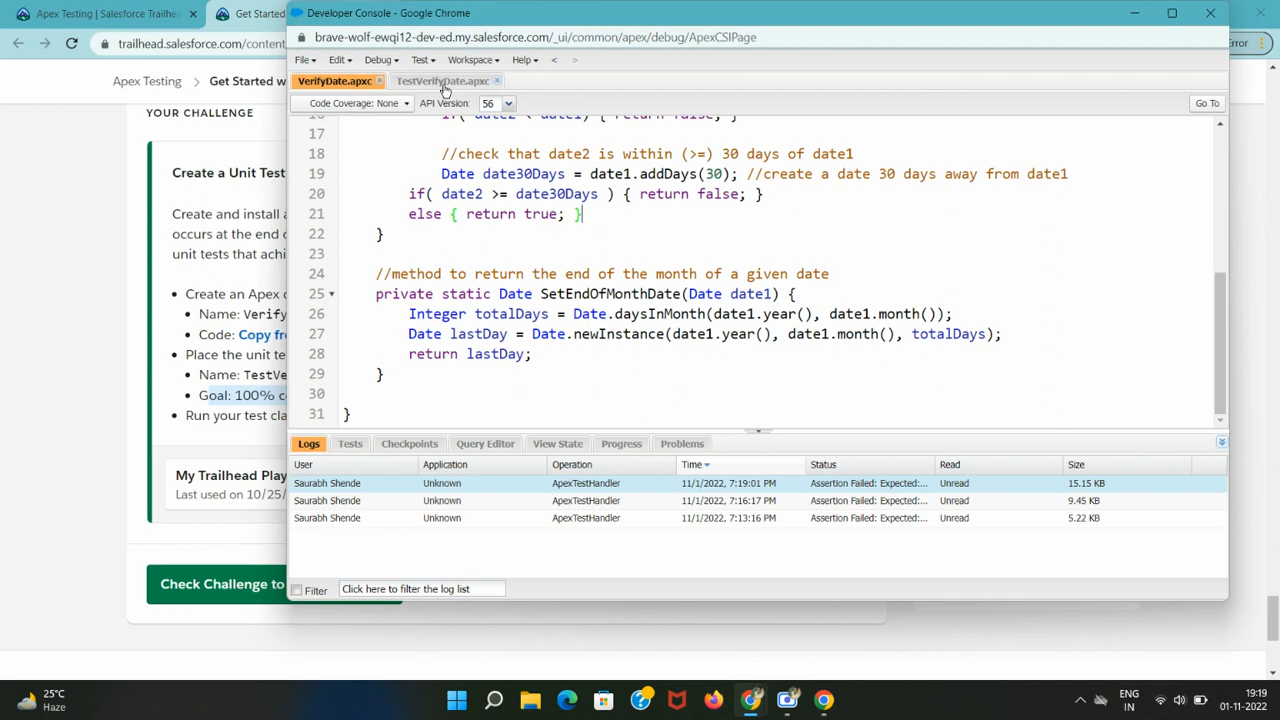 Apex Testing | Salesforce Trailhe
Get Started w
Developer Console - Google Chrome
trailhead.salesforce.com/content
brave-wolf-ewqi12-dev-ed.my.salesforce.com/_ui/common/apex/debug/ApexCSIPage
Error
File Edit Debug Test Workspace Help < >
Apex Testing > Get Started w
VerifyDate.apxc TestVerifyDate.apxc
Code Coverage: None API Version: 56 Go To
YOUR CHALLENGE
Create a Unit Test
Create and install a
occurs at the end o
unit tests that achi
Create an Apex c
Name: Verify
Code: Copy fr
Place the unit te
Name: TestVe
Goal: 100% c
Run your test cla
My Trailhead Play
Last used on 10/25/
Check Challenge to
16 if( date2 < date1) { return false; }
17
18 //check that date2 is within (>=) 30 days of date1
19 Date date30Days = date1.addDays(30); //create a date 30 days away from date1
20 if( date2 >= date30Days ) { return false; }
21 else { return true; }
22 }
23
24 //method to return the end of the month of a given date
25 private static Date SetEndOfMonthDate(Date date1) {
26 Integer totalDays = Date.daysInMonth(date1.year(), date1.month());
27 Date lastDay = Date.newInstance(date1.year(), date1.month(), totalDays);
28 return lastDay;
29 }
30
31 }
Logs Tests Checkpoints Query Editor View State Progress Problems
User Application Operation Time Status Read Size
Saurabh Shende Unknown ApexTestHandler 11/1/2022, 7:19:01 PM Assertion Failed: Expected:... Unread 15.15 KB
Saurabh Shende Unknown ApexTestHandler 11/1/2022, 7:16:17 PM Assertion Failed: Expected:... Unread 9.45 KB
Saurabh Shende Unknown ApexTestHandler 11/1/2022, 7:13:16 PM Assertion Failed: Expected:... Unread 5.22 KB
Filter Click here to filter the log list
25°C
Haze
ENG
IN
19:19
01-11-2022